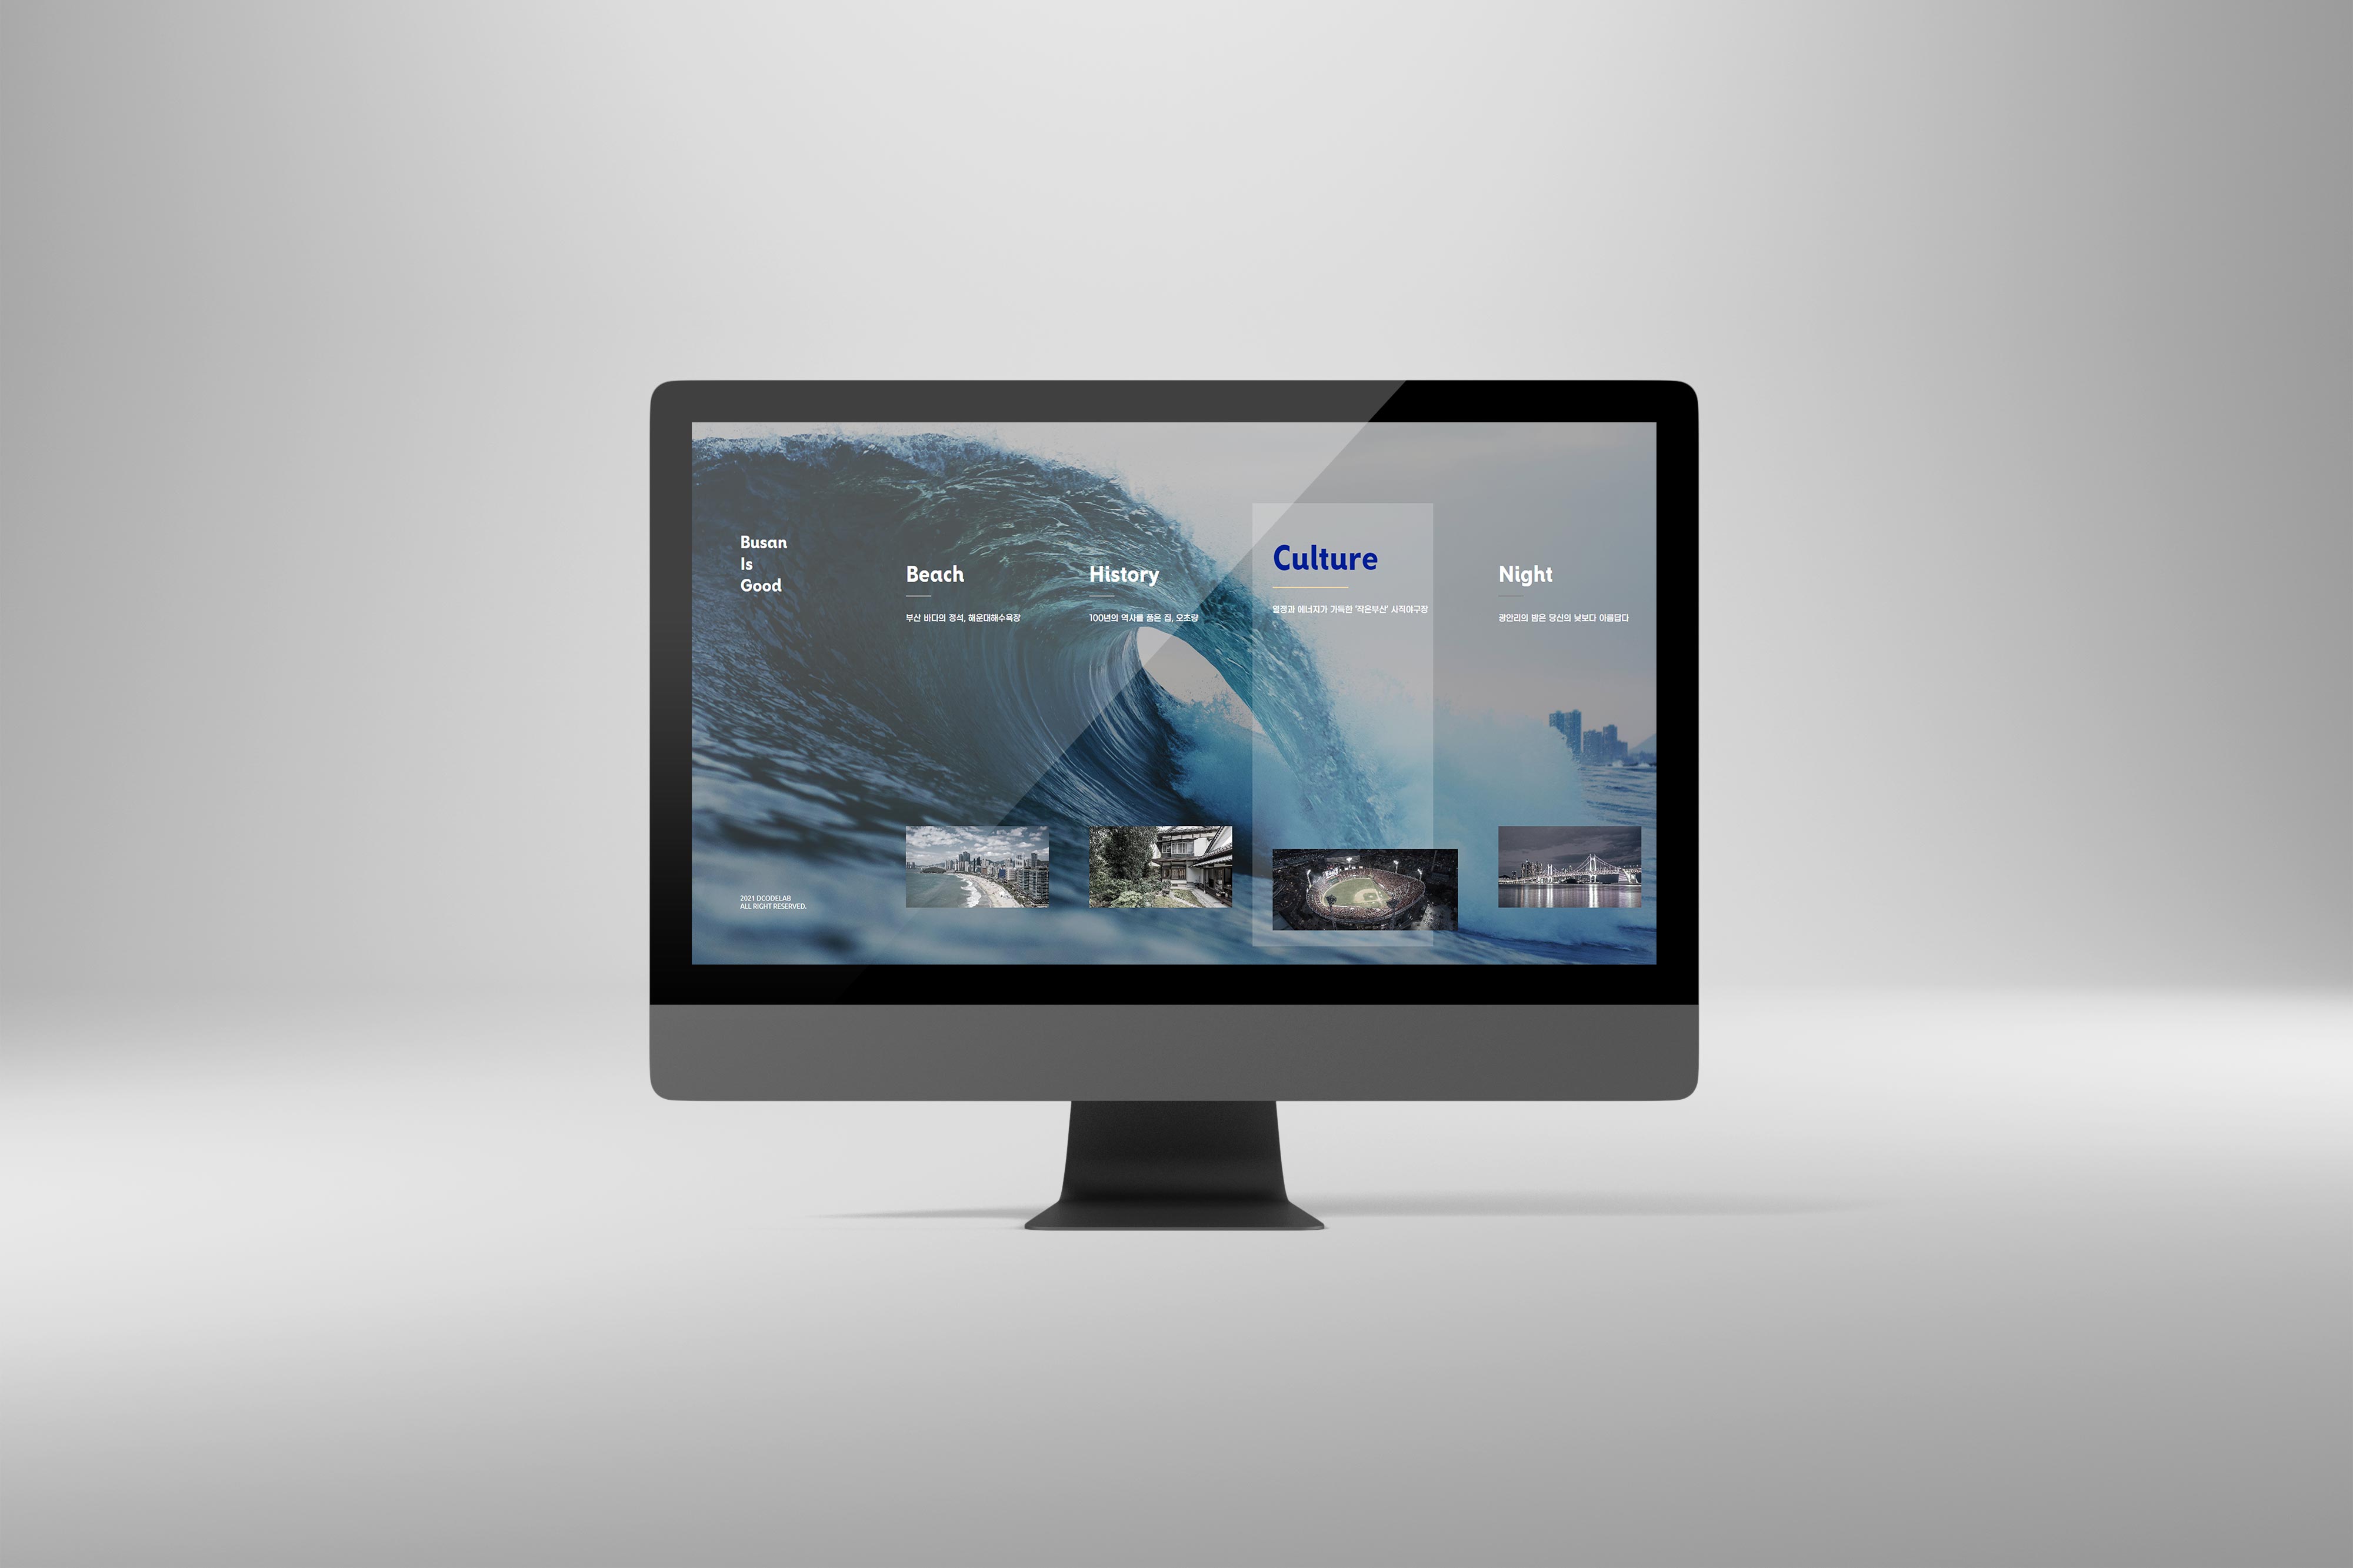 Busan
Is
Good
Beach
부산 바다의 정석, 해운대해수욕장
History
100년의 역사를 품은 집, 오초량
Culture
열정과 에너지가 가득한 '작은부산' 사직야구장
Night
광안리의 밤은 당신의 낮보다 아름답다
2021 DCODELAB
ALL RIGHT RESERVED.